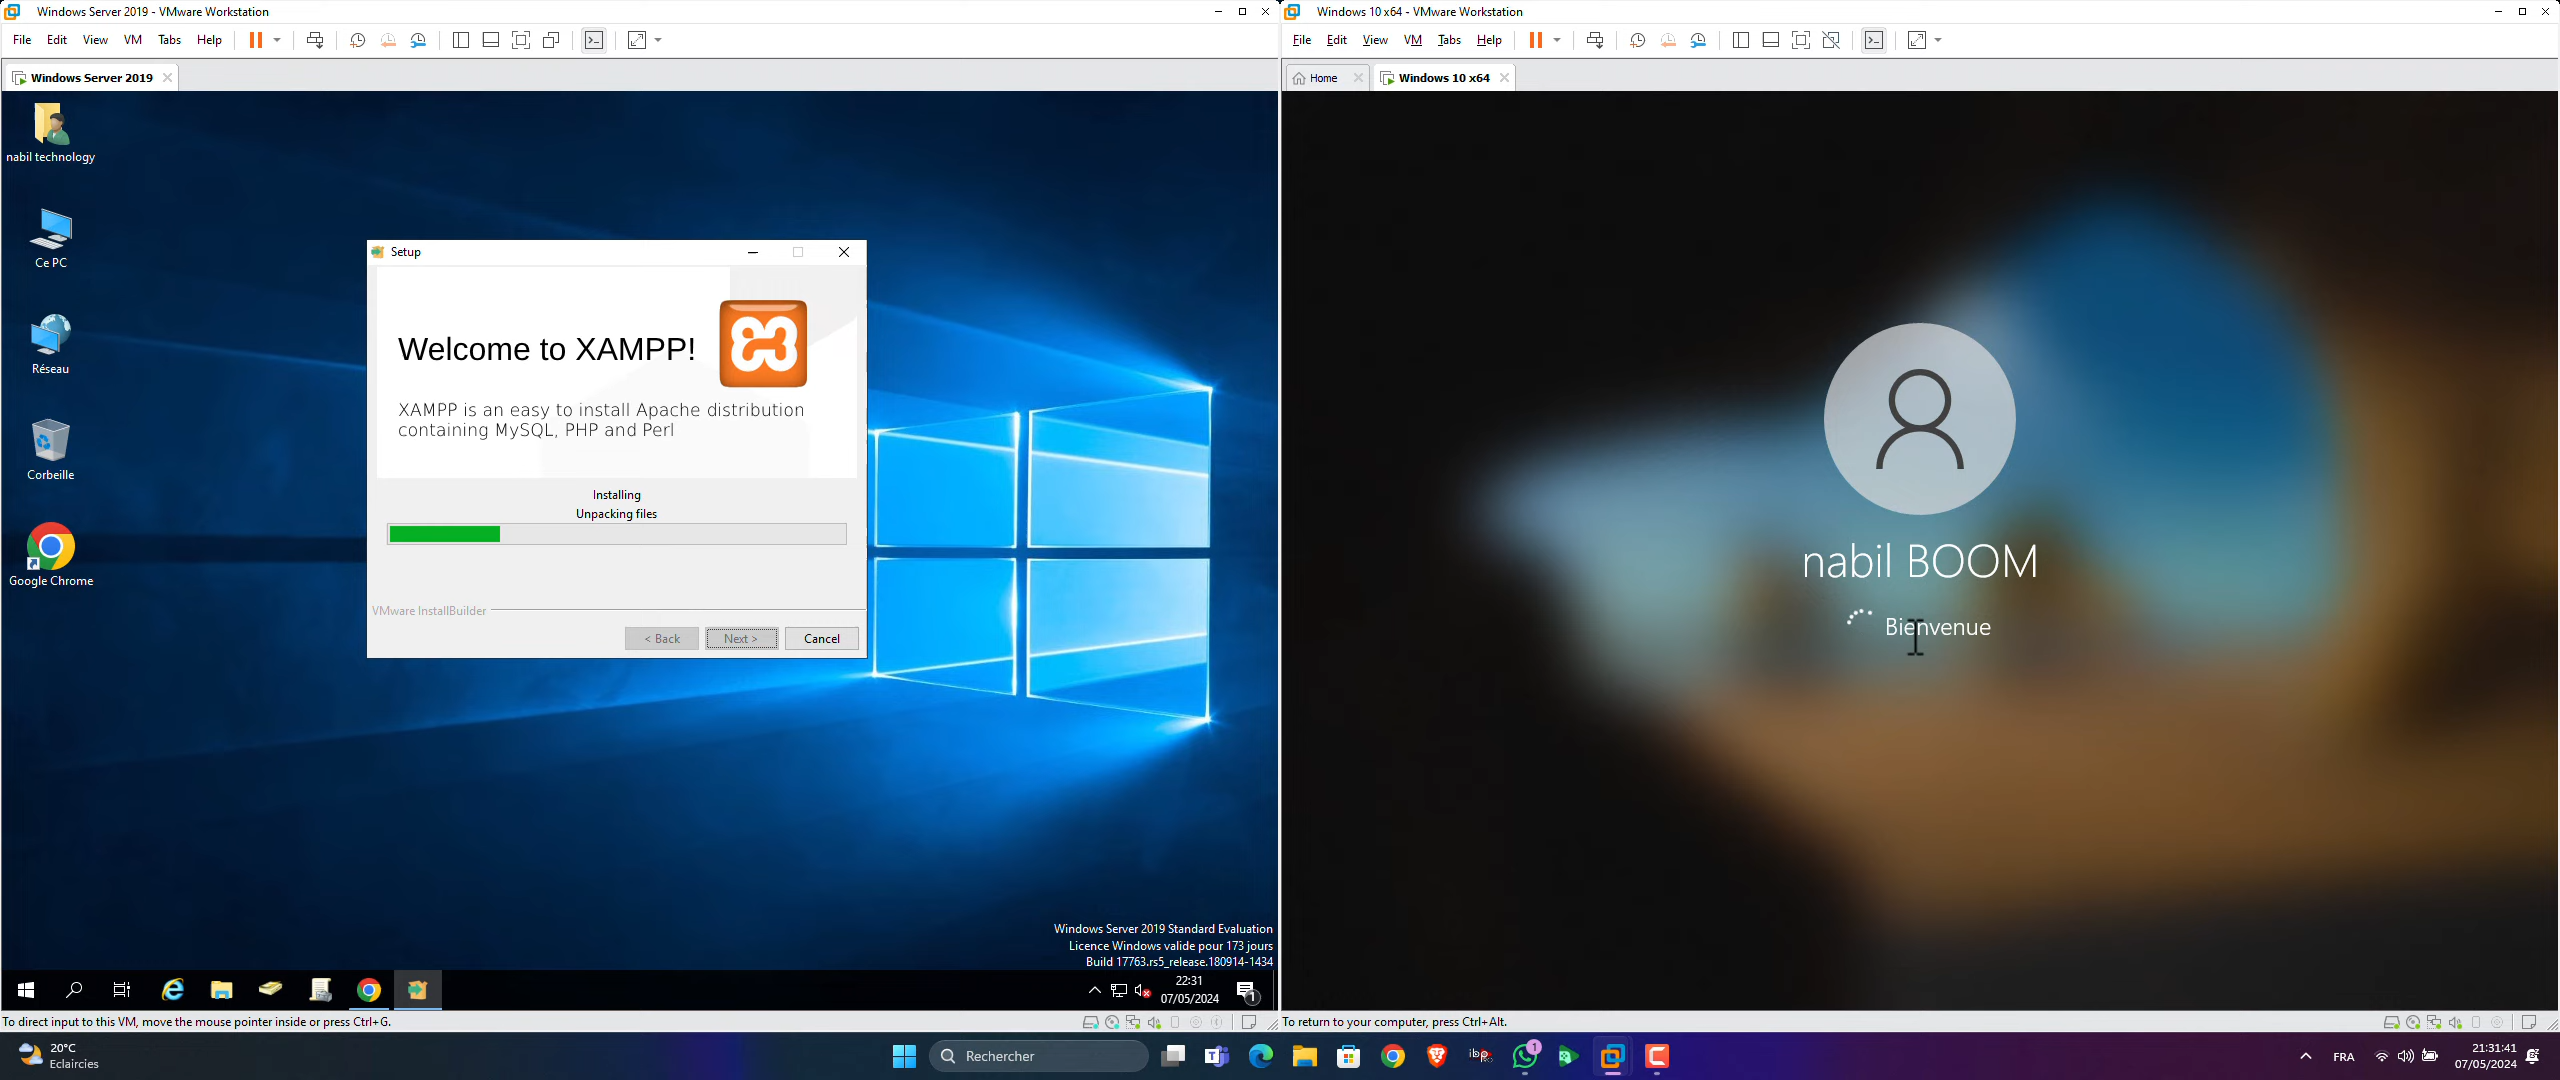 Windows Server 2019 - VMware Workstation
File Edit View VM Tabs Help
Windows Server 2019
nabil technology
Ce PC
Réseau
Corbeille
Google Chrome
Setup
Welcome to XAMPP!
XAMPP is an easy to install Apache distribution
containing MySQL, PHP and Perl
Installing
Unpacking files
VMware InstallBuilder
< Back Next > Cancel
Windows Server 2019 Standard Evaluation
Licence Windows valide pour 173 jours
Build 17763.rs5_release.180914-1434
22:31
07/05/2024
1
To direct input to this VM, move the mouse pointer inside or press Ctrl+G.
Windows 10 x64 - VMware Workstation
File Edit View VM Tabs Help
Home Windows 10 x64
nabil BOOM
Bienvenue
To return to your computer, press Ctrl+Alt.
20°C
Eclaircies
Rechercher
ibp
1
FRA
21:31:41
07/05/2024